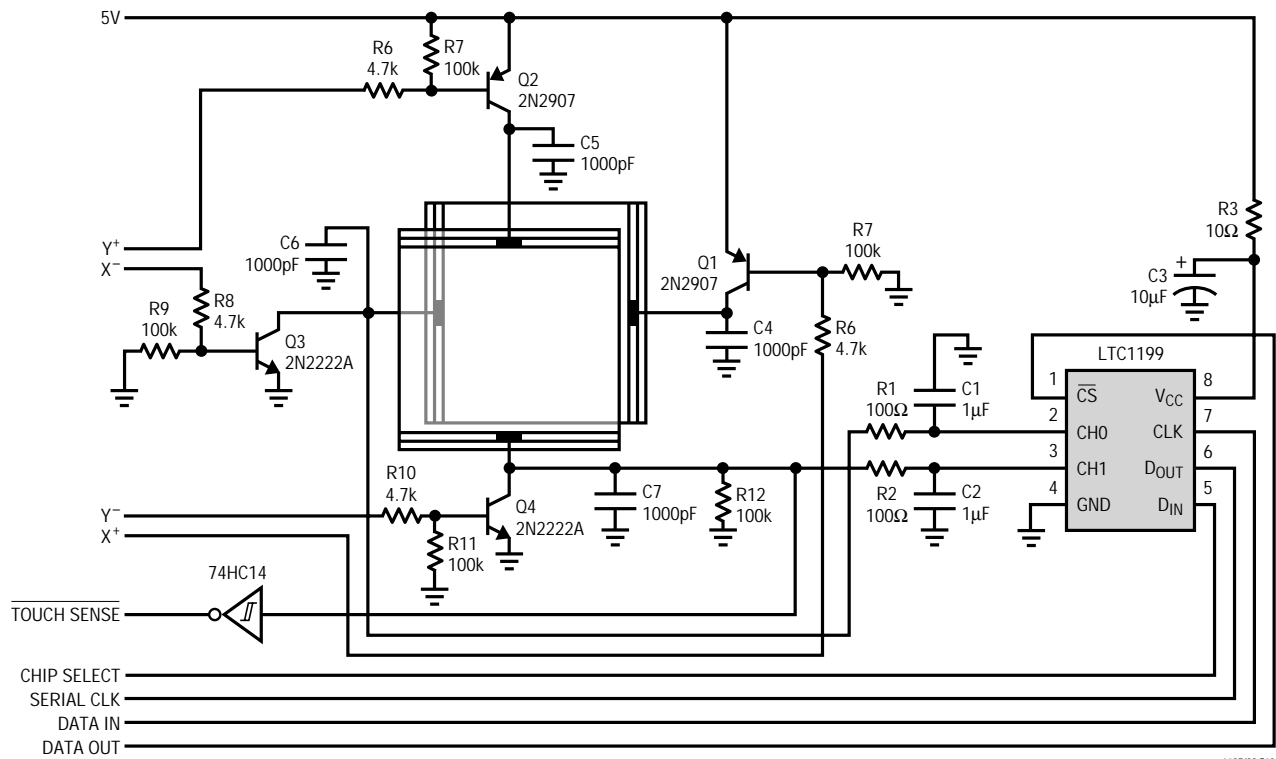 5V
R6
4.7k
R7
100k
Q2
2N2907
C5
1000pF
Y+
X−
C6
1000pF
R9
100k
R8
4.7k
Q3
2N2222A
Q1
2N2907
R7
100k
C4
1000pF
R6
4.7k
R3
10Ω
+
C3
10µF
R1
100Ω
C1
1µF
LTC1199
1
2
3
4
CS
CH0
CH1
GND
VCC
CLK
DOUT
DIN
8
7
6
5
R10
4.7k
Q4
2N2222A
R11
100k
C7
1000pF
R12
100k
R2
100Ω
C2
1µF
Y−
X+
74HC14
TOUCH SENSE
CHIP SELECT
SERIAL CLK
DATA IN
DATA OUT